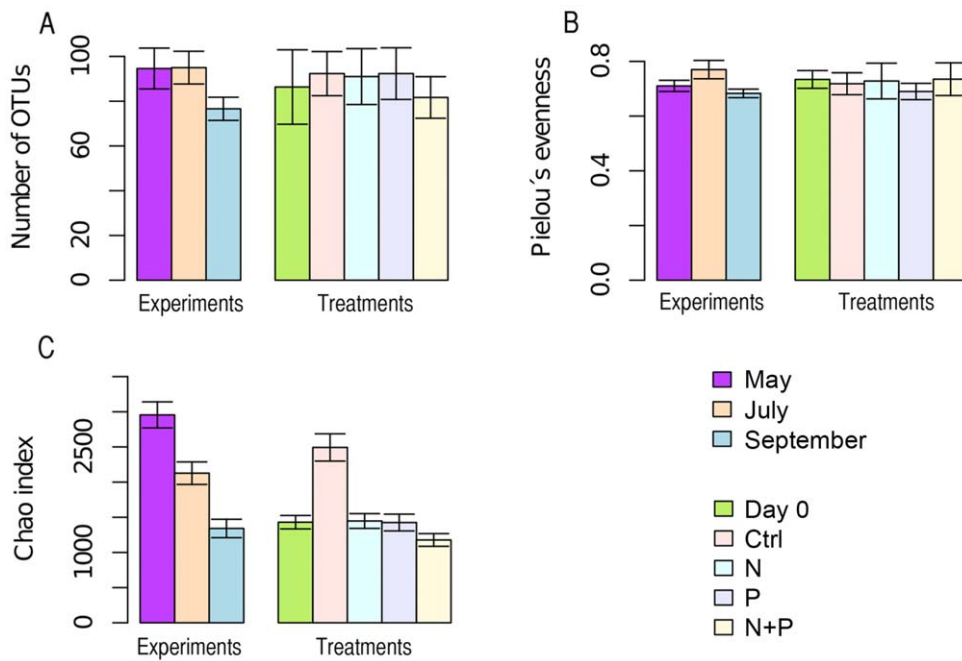 A
Number of OTUs
100
60
20
0
Experiments
Treatments
B
Pielou´s evenness
0.8
0.4
0.0
Experiments
Treatments
C
Chao index
2500
1000
0
Experiments
Treatments
May
July
September
Day 0
Ctrl
N
P
N+P